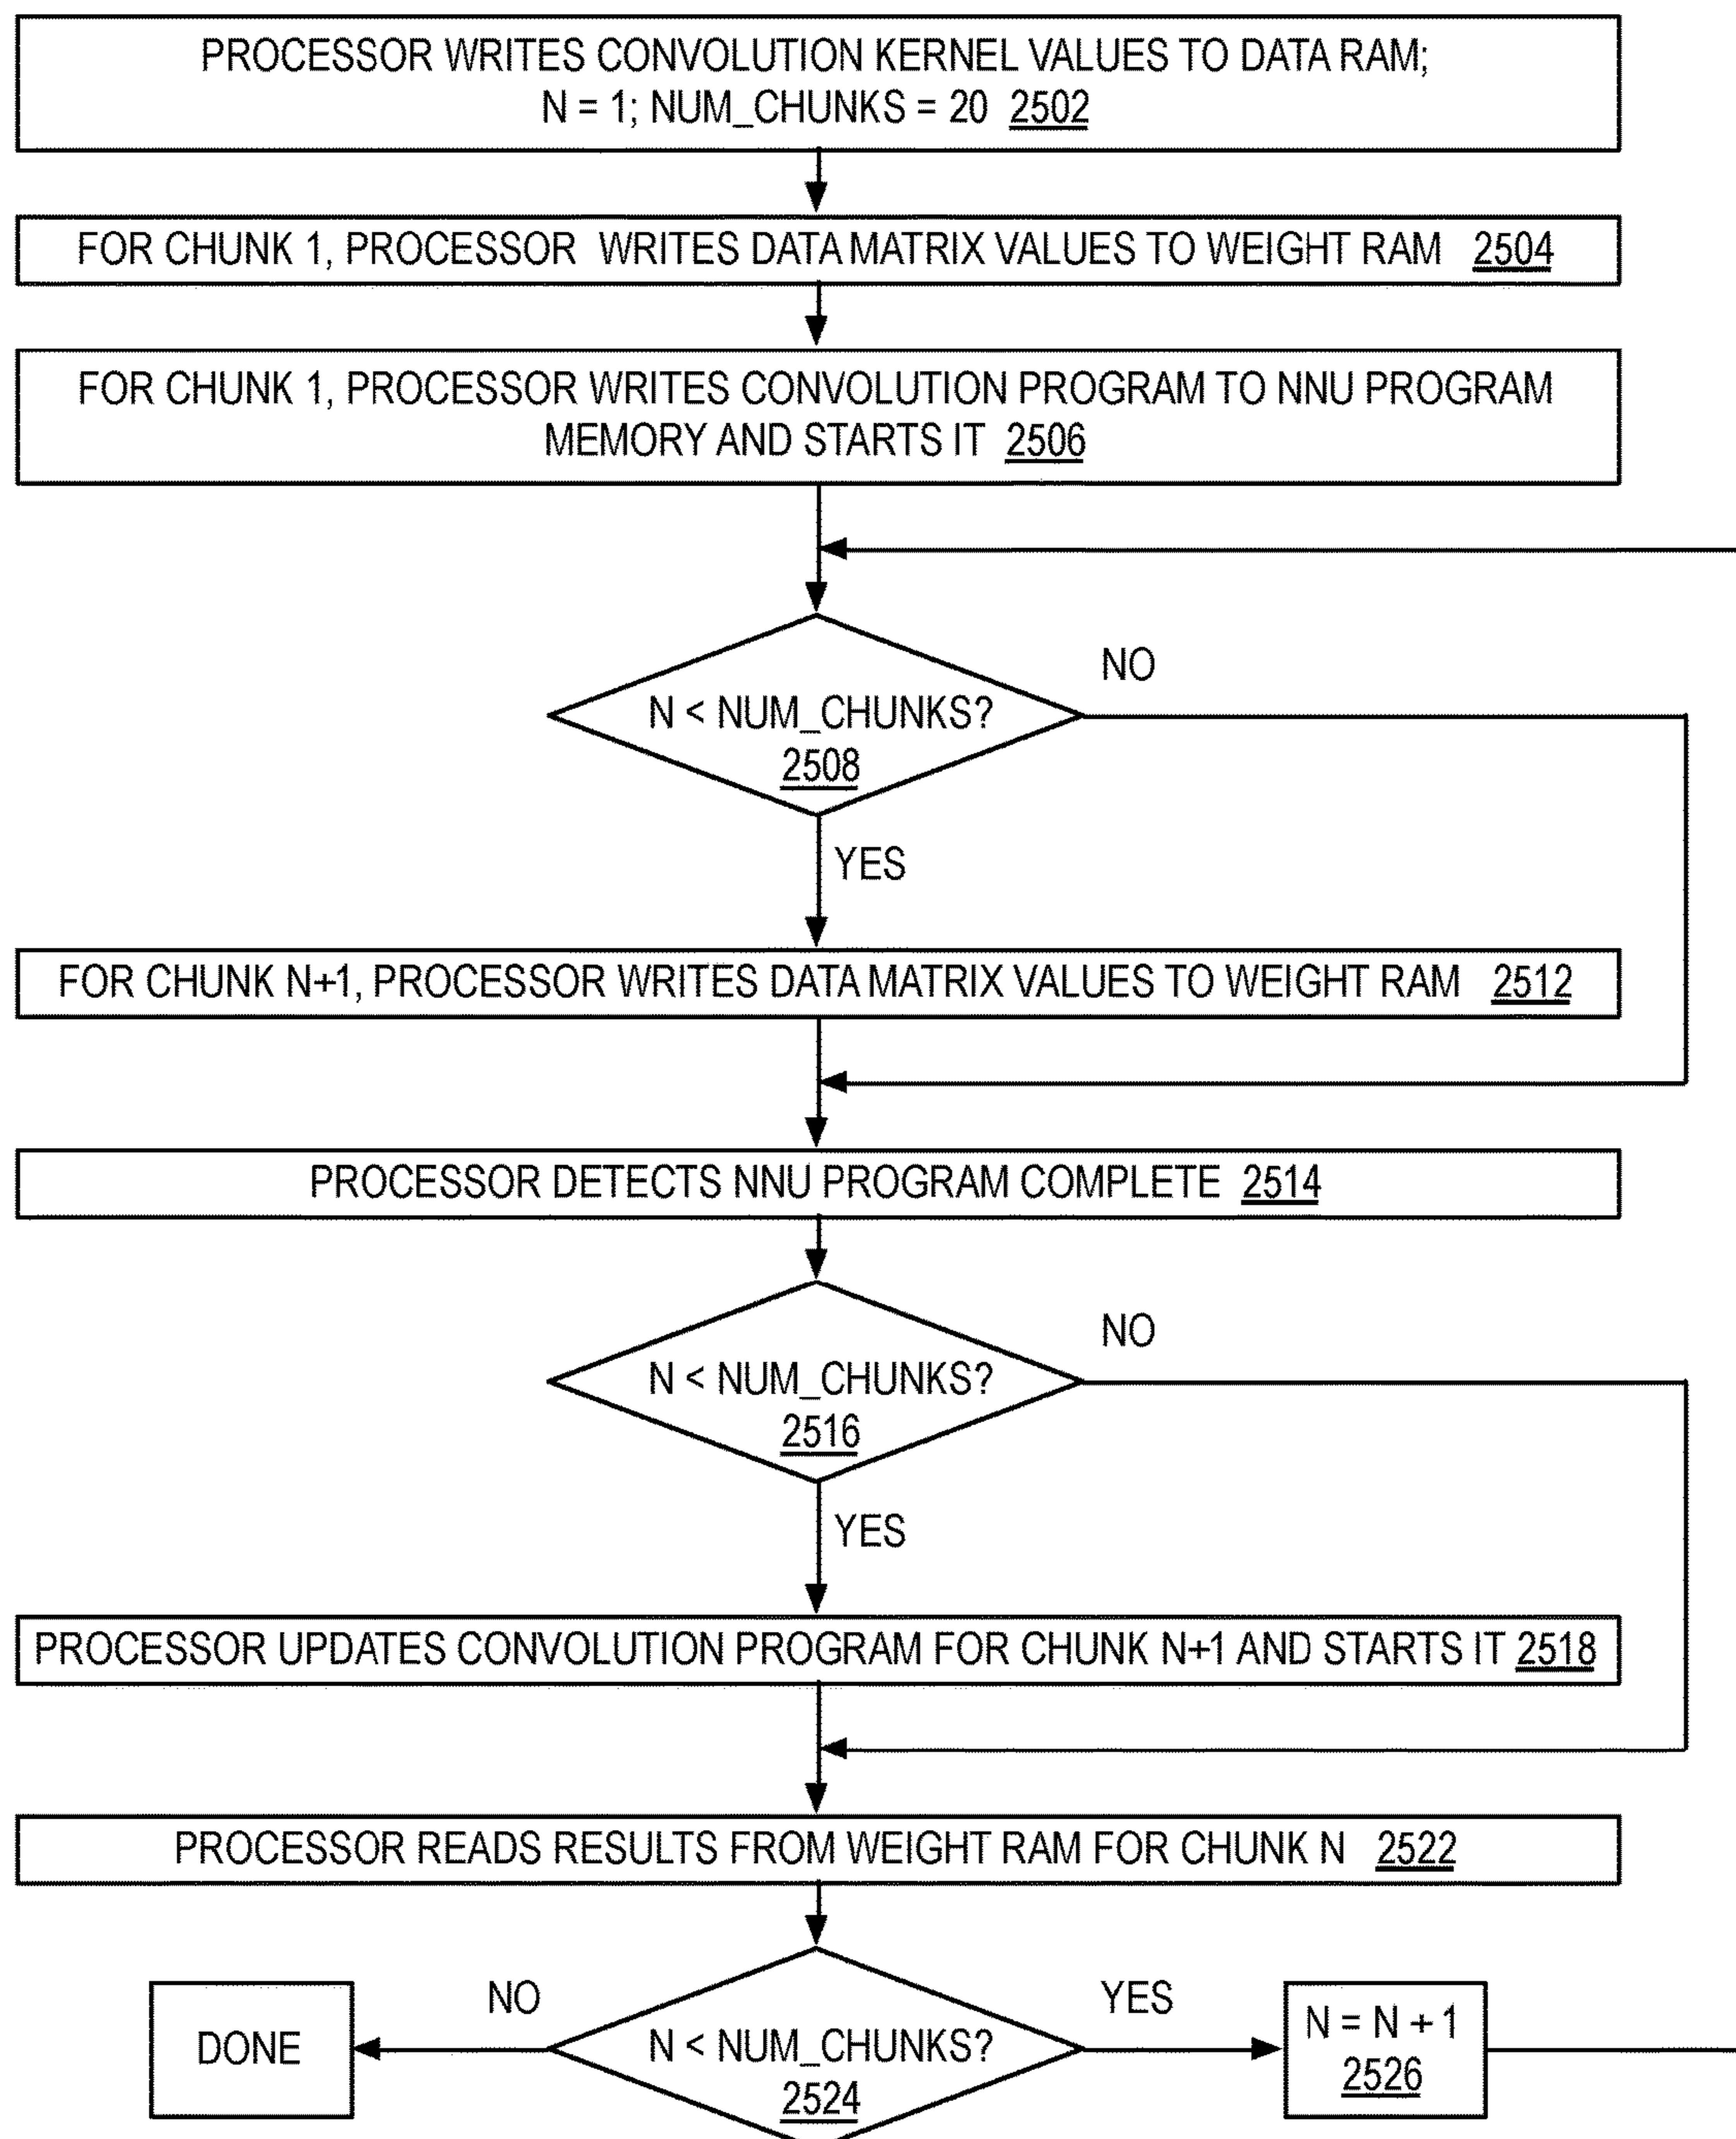 PROCESSOR WRITES CONVOLUTION KERNEL VALUES TO DATA RAM;
N = 1; NUM_CHUNKS = 20 2502
FOR CHUNK 1, PROCESSOR WRITES DATA MATRIX VALUES TO WEIGHT RAM 2504
FOR CHUNK 1, PROCESSOR WRITES CONVOLUTION PROGRAM TO NNU PROGRAM
MEMORY AND STARTS IT 2506
NO
N < NUM_CHUNKS?
2508
YES
FOR CHUNK N+1, PROCESSOR WRITES DATA MATRIX VALUES TO WEIGHT RAM 2512
PROCESSOR DETECTS NNU PROGRAM COMPLETE 2514
NO
N < NUM_CHUNKS?
2516
YES
PROCESSOR UPDATES CONVOLUTION PROGRAM FOR CHUNK N+1 AND STARTS IT 2518
PROCESSOR READS RESULTS FROM WEIGHT RAM FOR CHUNK N 2522
NO
YES
DONE
N < NUM_CHUNKS?
2524
N = N + 1
2526